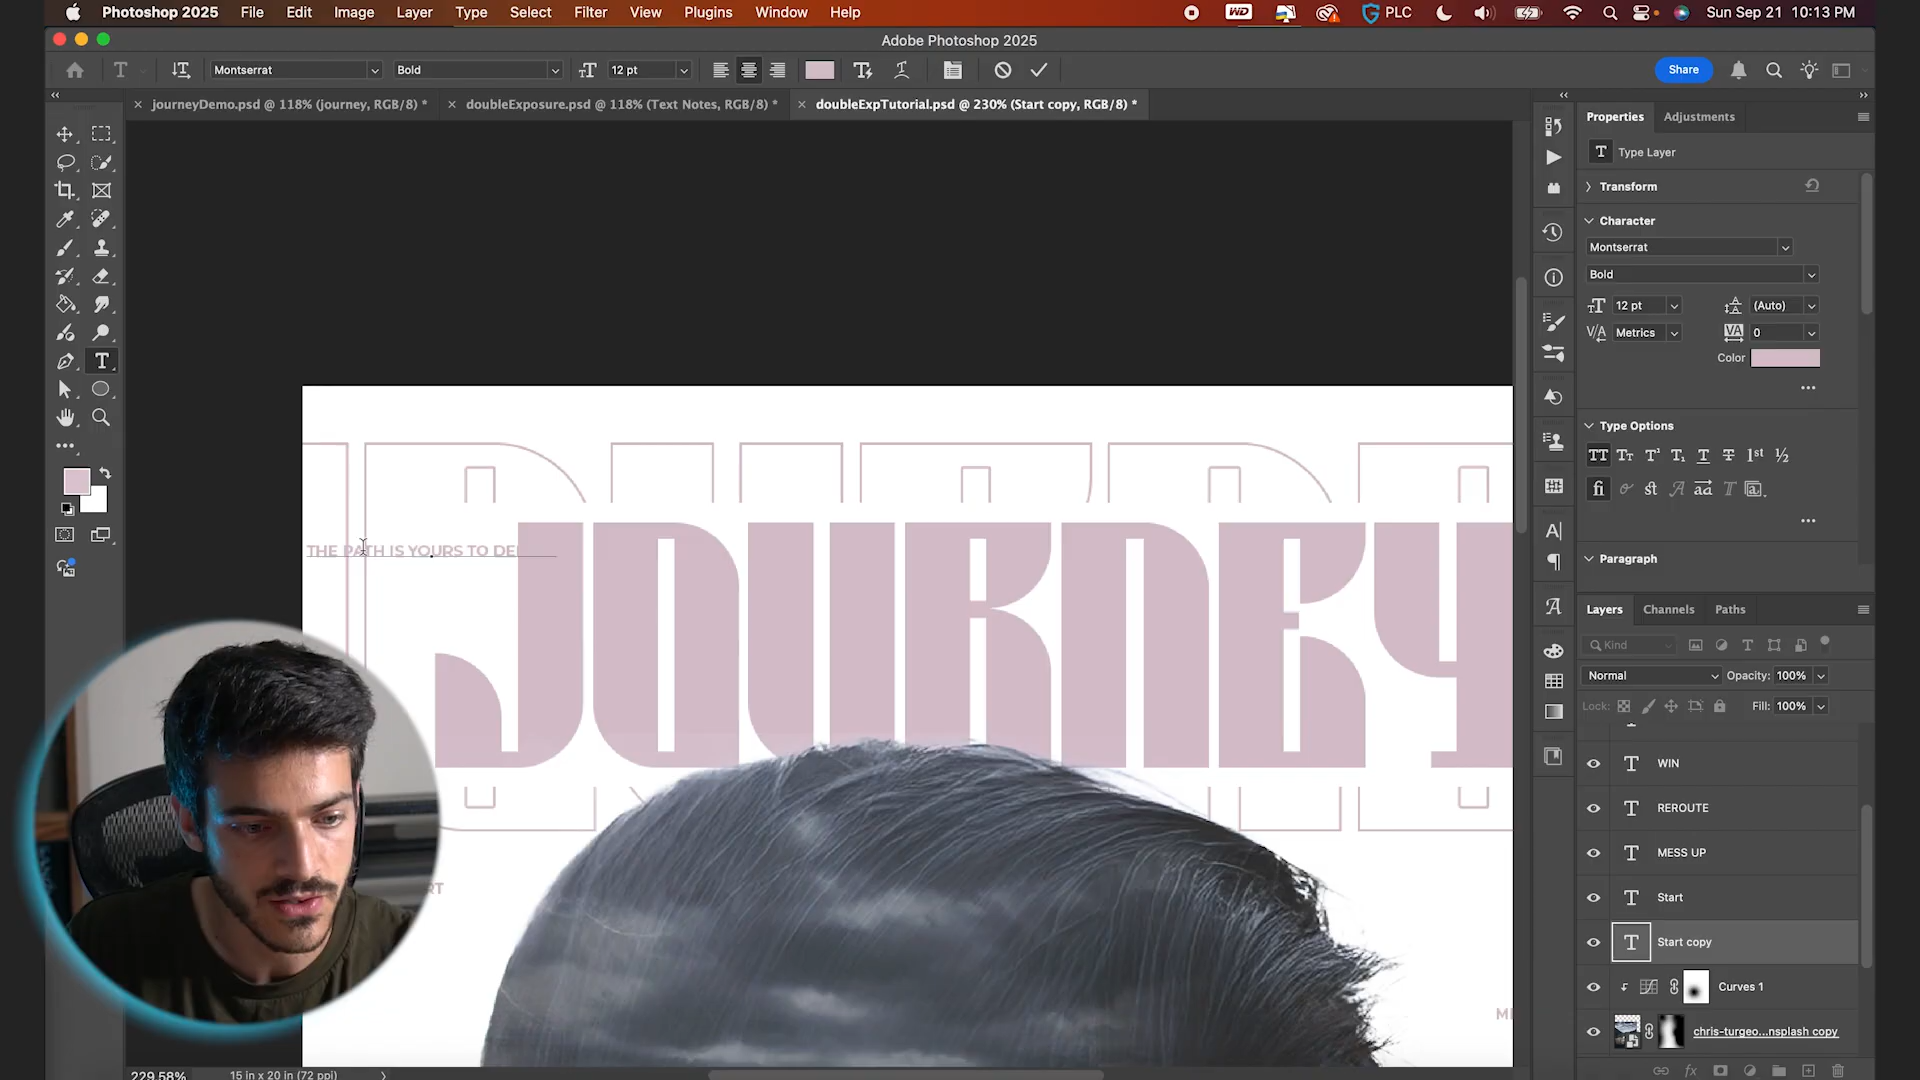 Photoshop 2025 File Edit Image Layer Type Select Filter View Plugins Window Help WD PLC Sun Sep 21 10:13 PM
Adobe Photoshop 2025
Montserrat Bold 12 pt Share
journeyDemo.psd @ 118% (journey, RGB/8) * doubleExposure.psd @ 118% (Text Notes, RGB/8) * doubleExpTutorial.psd @ 230% (Start copy, RGB/8) *
Properties Adjustments
Type Layer
Transform
Character
Montserrat
Bold
12 pt (Auto)
Metrics 0
Color
Type Options
Paragraph
THE PATH IS YOURS TO
JOURNEY
Layers Channels Paths
Kind
Normal Opacity: 100%
Lock: Fill: 100%
WIN
REROUTE
MESS UP
Start
Start copy
Curves 1
chris-turgeo...nsplash copy
229.58% 15 in x 20 in (72 ppi)